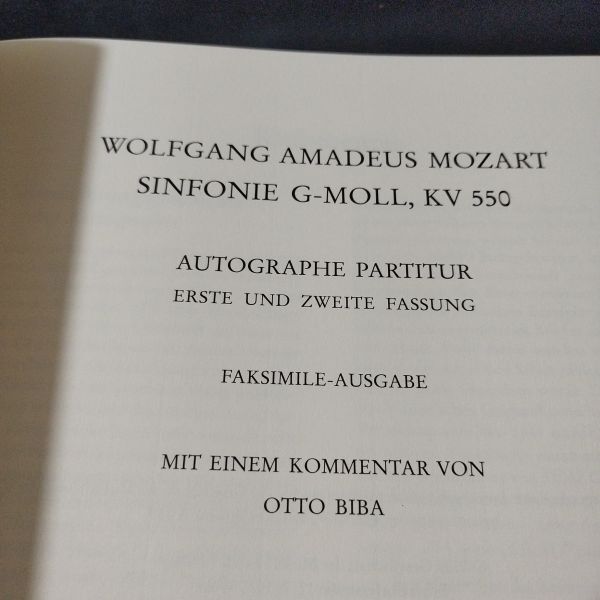 WOLFGANG AMADEUS MOZART
SINFONIE G-MOLL, KV 550
AUTOGRAPHE PARTITUR
ERSTE UND ZWEITE FASSUNG
FAKSIMILE-AUSGABE
MIT EINEM KOMMENTAR VON
OTTO BIBA